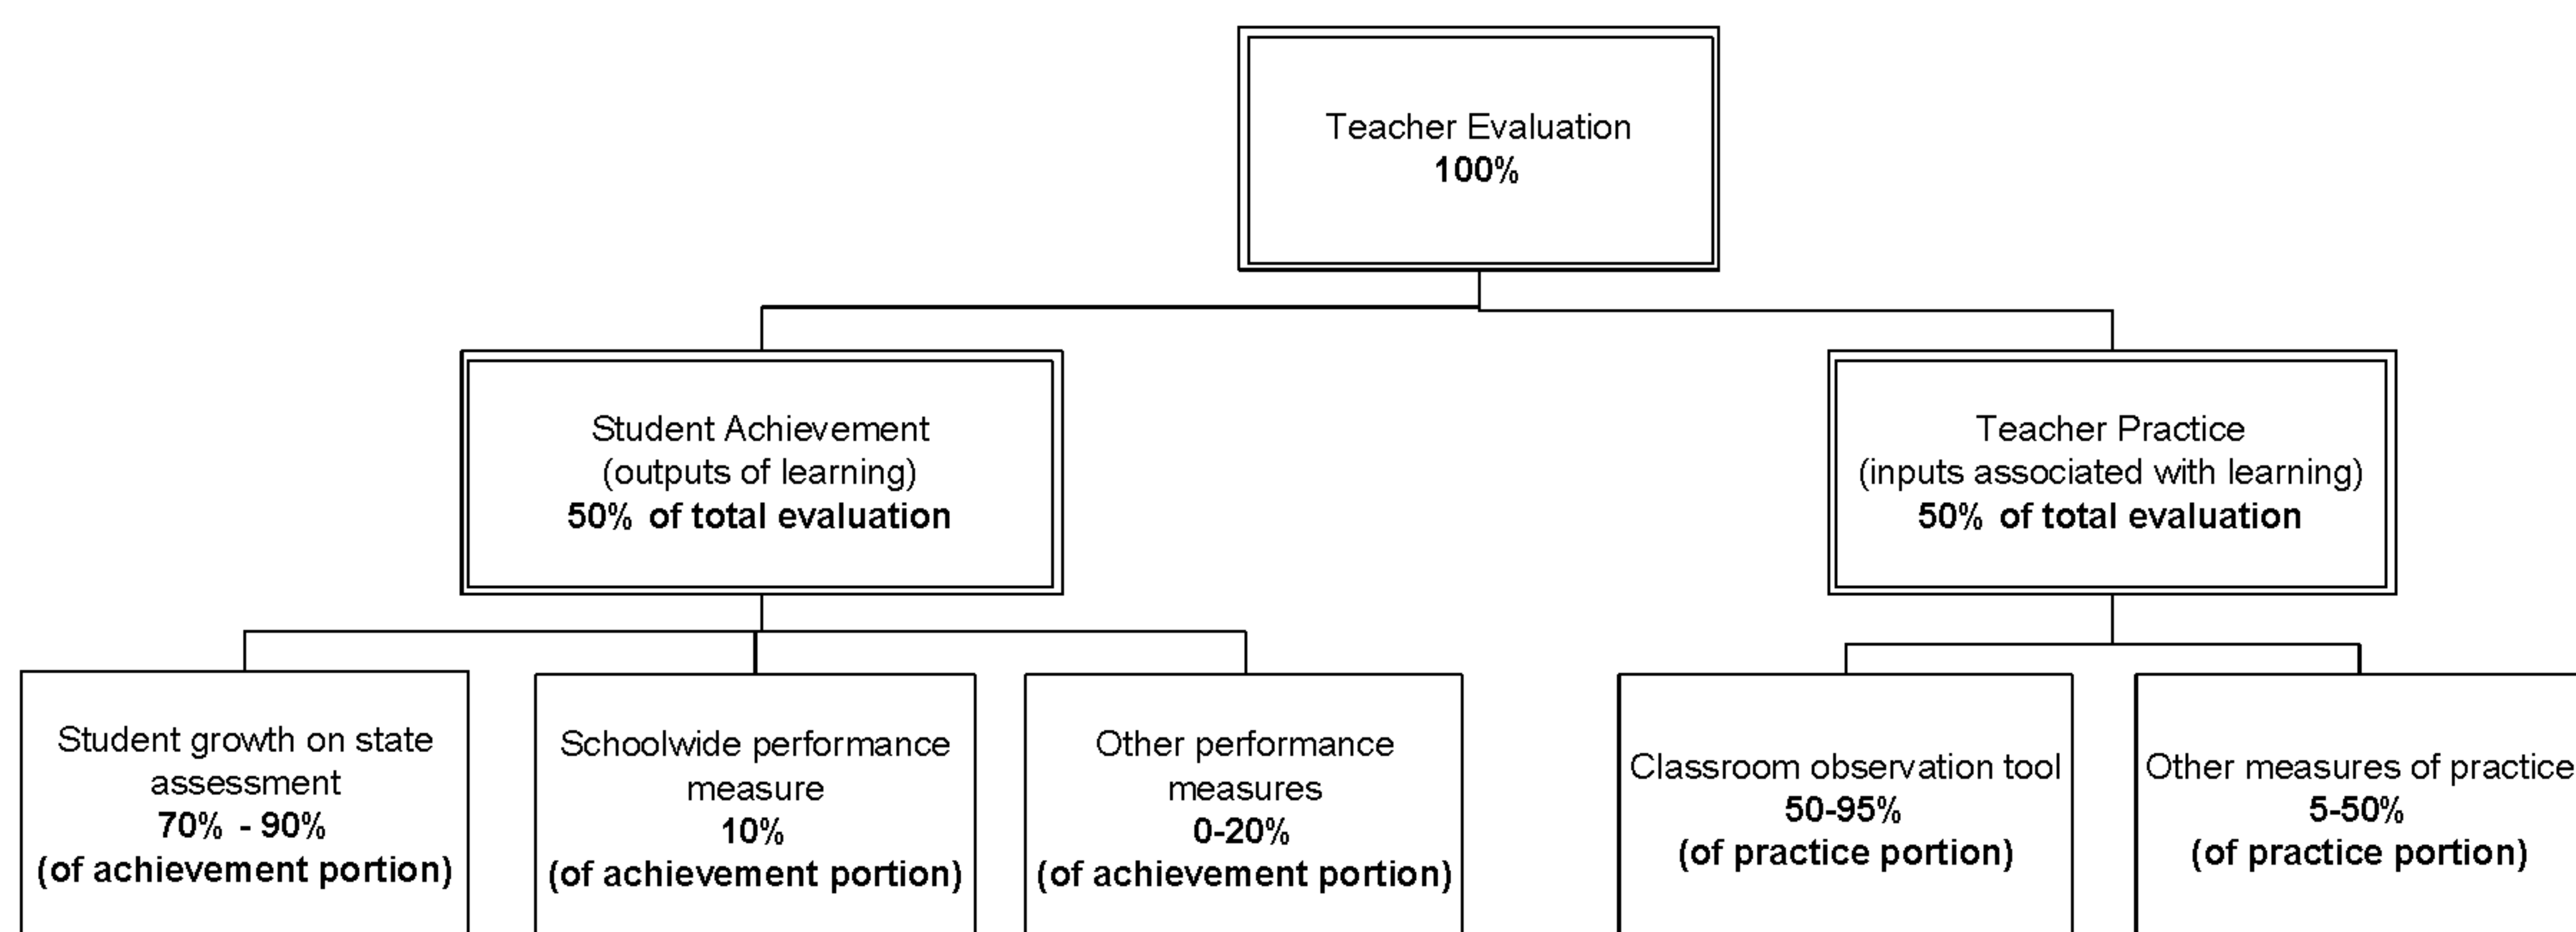 Teacher Evaluation
100%
Student Achievement
(outputs of learning)
50% of total evaluation
Teacher Practice
(inputs associated with learning)
50% of total evaluation
Student growth on state
assessment
70% - 90%
(of achievement portion)
Schoolwide performance
measure
10%
(of achievement portion)
Other performance
measures
0-20%
(of achievement portion)
Classroom observation tool
50-95%
(of practice portion)
Other measures of practice
5-50%
(of practice portion)